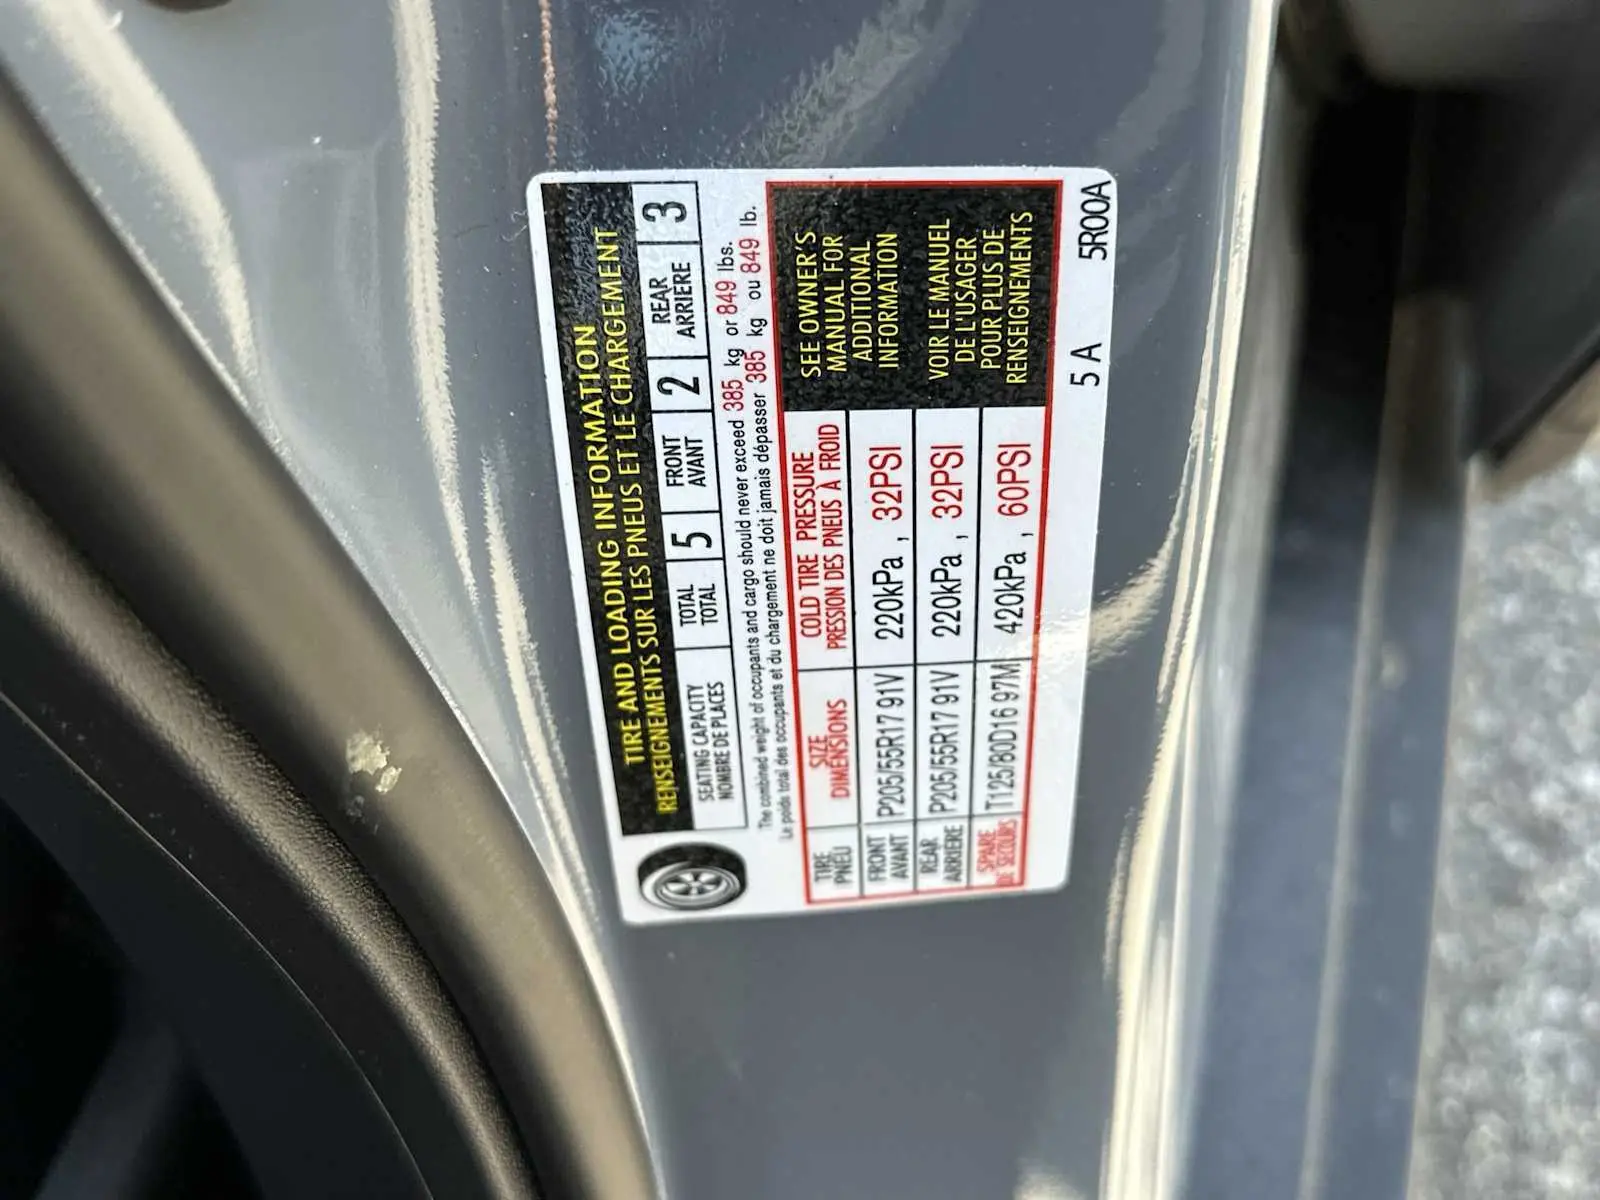 TIRE AND LOADING INFORMATION
RENSEIGNEMENTS SUR LES PNEUS ET LE CHARGEMENT
SEATING CAPACITY
NOMBRE DE PLACES
TOTAL
TOTAL
5
FRONT
AVANT
2
REAR
ARRIÈRE
3
The combined weight of occupants and cargo should never exceed 385 kg or 849 lbs.
Le poids total des occupants et du chargement ne doit jamais dépasser 385 kg ou 849 lb.
TIRE
PNEU
SIZE
DIMENSIONS
COLD TIRE PRESSURE
PRESSION DES PNEUS À FROID
FRONT
AVANT
P205/55R17 91V
220kPa , 32PSI
REAR
ARRIERE
P205/55R17 91V
220kPa , 32PSI
SPARE
DE SECOURS
T125/80D16 97M
420kPa , 60PSI
SEE OWNER'S
MANUAL FOR
ADDITIONAL
INFORMATION
VOIR LE MANUEL
DE L'USAGER
POUR PLUS DE
RENSEIGNEMENTS
5 A 5R00A